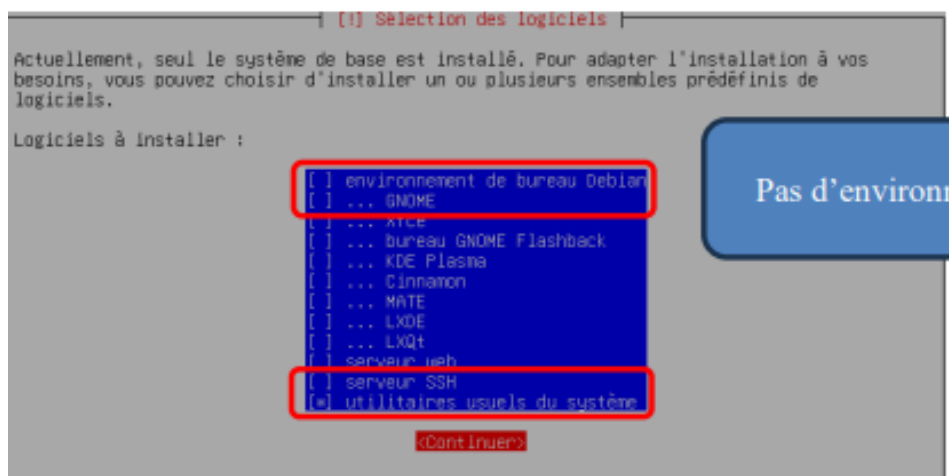 [!] Sélection des logiciels
Actuellement, seul le système de base est installé. Pour adapter l'installation à vos
besoins, vous pouvez choisir d'installer un ou plusieurs ensembles prédéfinis de
logiciels.
Logiciels à installer :
[ ] environnement de bureau Debian
[ ] ... GNOME
[ ] ... Xfce
[ ] ... bureau GNOME Flashback
[ ] ... KDE Plasma
[ ] ... Cinnamon
[ ] ... MATE
[ ] ... LXDE
[ ] ... LXQt
[ ] serveur web
[ ] serveur SSH
[*] utilitaires usuels du système
<Continuer>
Pas d'environn